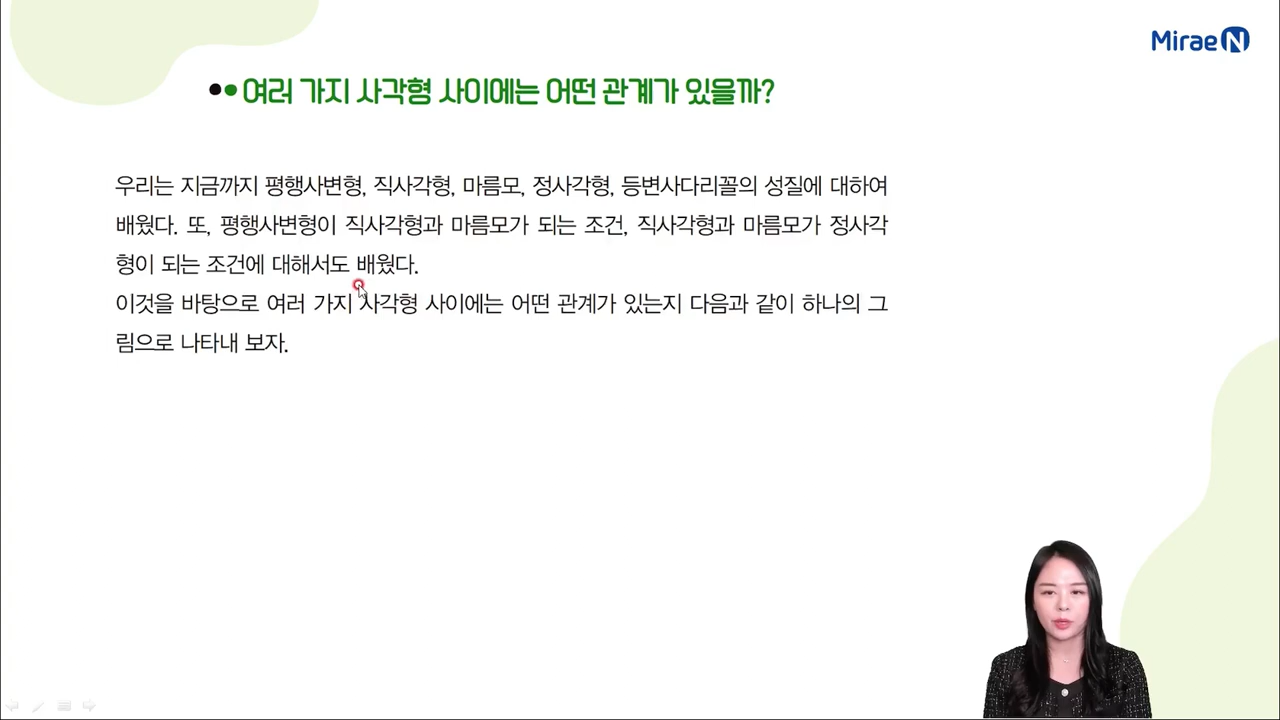 MiraeN
여러 가지 사각형 사이에는 어떤 관계가 있을까?
우리는 지금까지 평행사변형, 직사각형, 마름모, 정사각형, 등변사다리꼴의 성질에 대하여
배웠다. 또, 평행사변형이 직사각형과 마름모가 되는 조건, 직사각형과 마름모가 정사각
형이 되는 조건에 대해서도 배웠다.
이것을 바탕으로 여러 가지 사각형 사이에는 어떤 관계가 있는지 다음과 같이 하나의 그
림으로 나타내 보자.